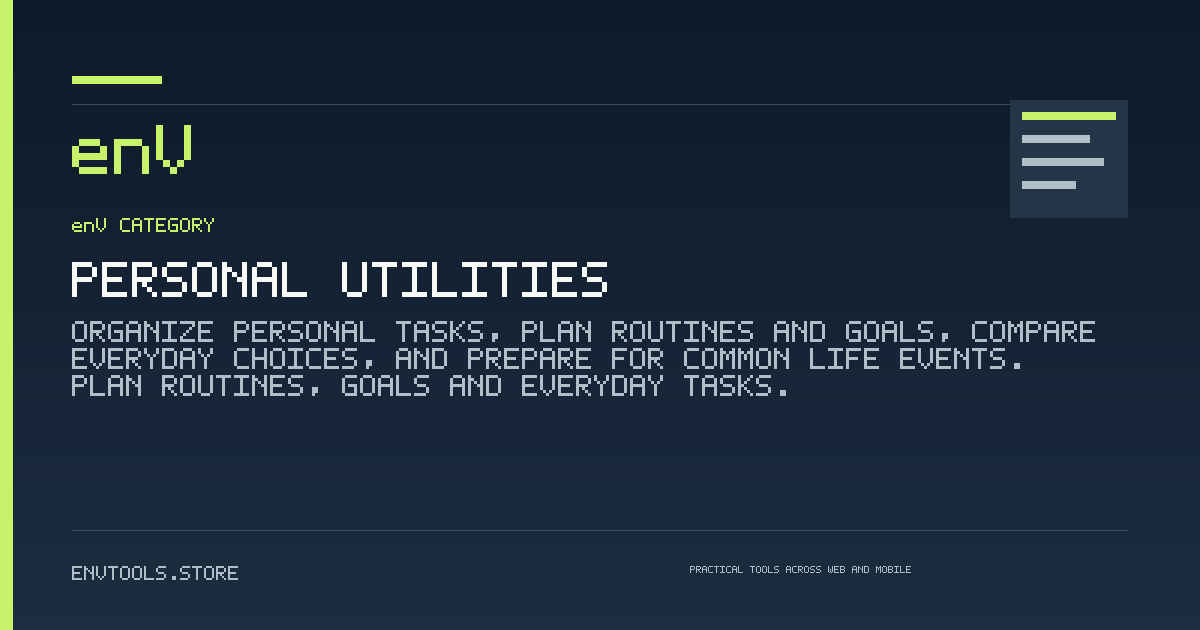 enV
enV CATEGORY
PERSONAL UTILITIES
ORGANIZE PERSONAL TASKS, PLAN ROUTINES AND GOALS, COMPARE
EVERYDAY CHOICES, AND PREPARE FOR COMMON LIFE EVENTS.
PLAN ROUTINES, GOALS AND EVERYDAY TASKS.
ENVTOOLS.STORE
PRACTICAL TOOLS ACROSS WEB AND MOBILE